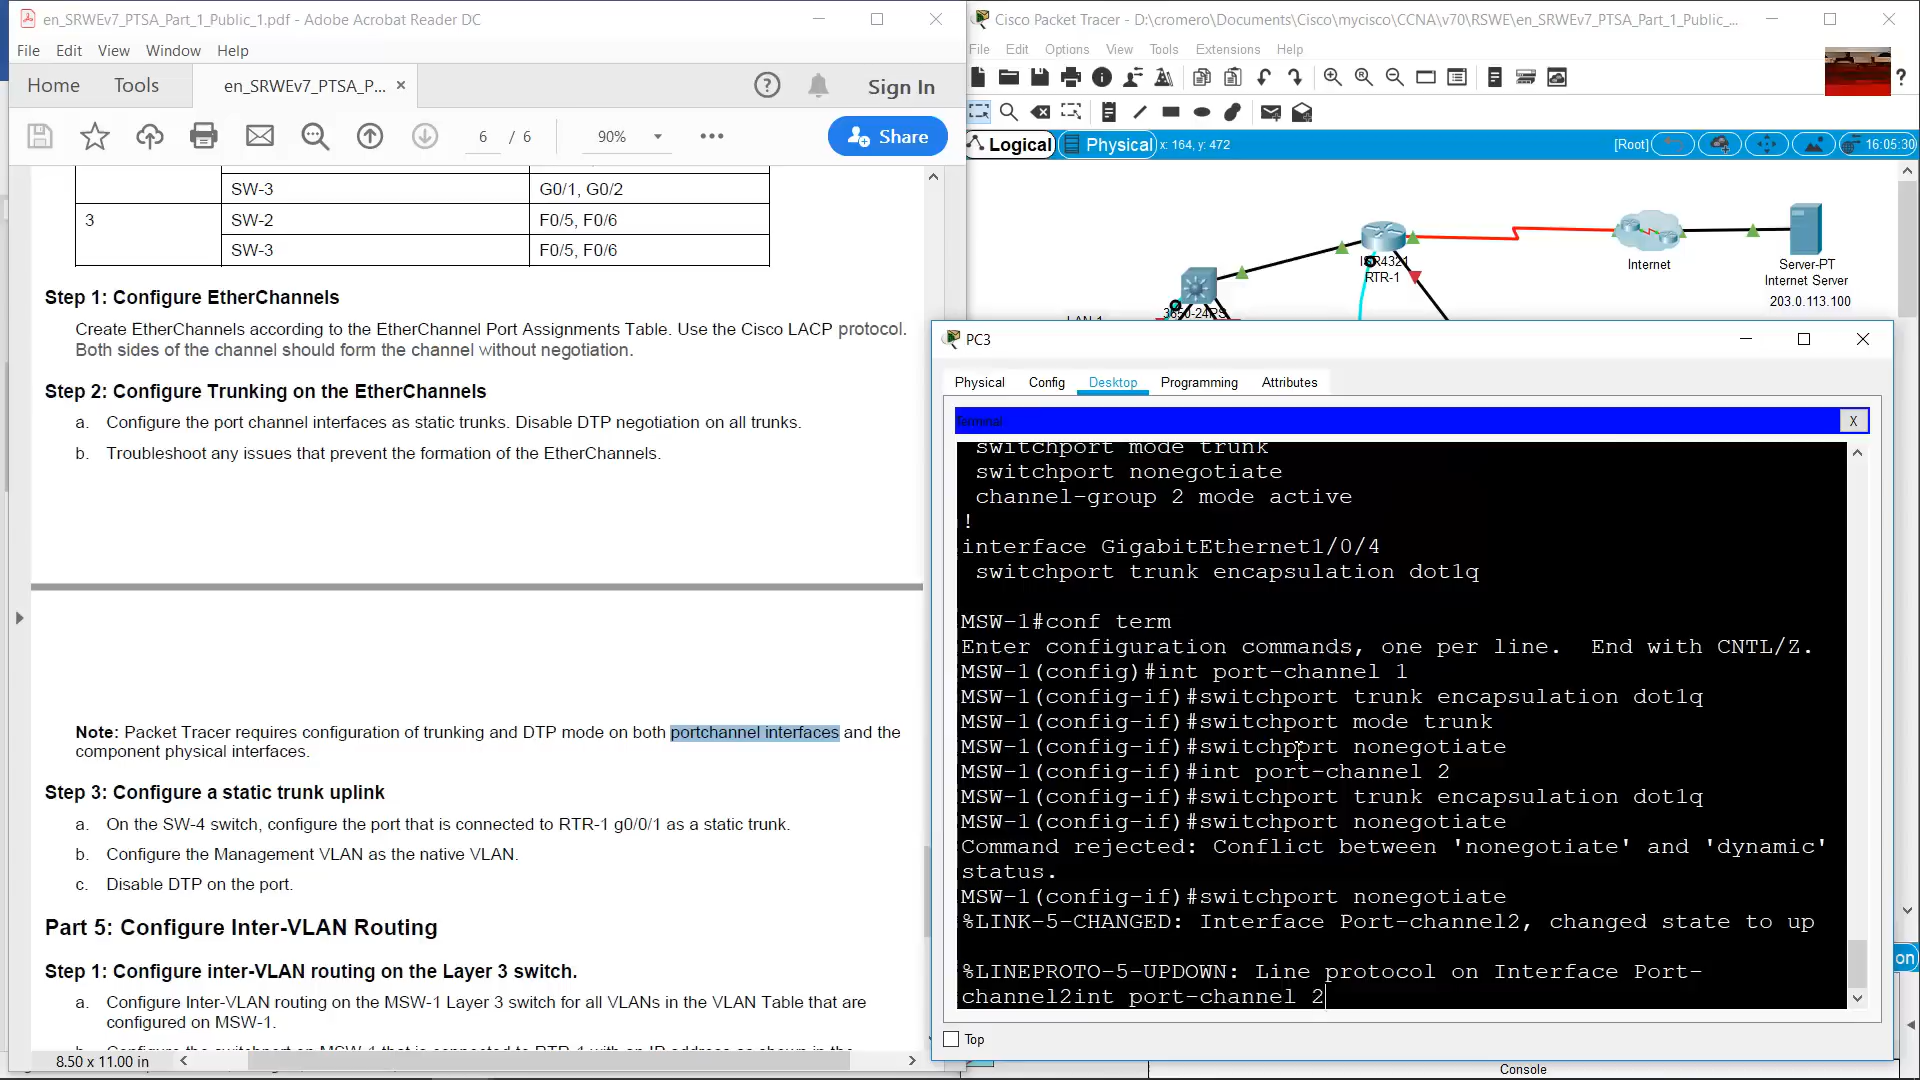 en_SRWEv7_PTSA_Part_1_Public_1.pdf - Adobe Acrobat Reader DC
File Edit View Window Help
Home Tools en_SRWEv7_PTSA_P... × Sign In
6 / 6 90% Share
SW-3 G0/1, G0/2
3 SW-2 F0/5, F0/6
SW-3 F0/5, F0/6
Step 1: Configure EtherChannels
Create EtherChannels according to the EtherChannel Port Assignments Table. Use the Cisco LACP protocol.
Both sides of the channel should form the channel without negotiation.
Step 2: Configure Trunking on the EtherChannels
a. Configure the port channel interfaces as static trunks. Disable DTP negotiation on all trunks.
b. Troubleshoot any issues that prevent the formation of the EtherChannels.
Note: Packet Tracer requires configuration of trunking and DTP mode on both portchannel interfaces and the
component physical interfaces.
Step 3: Configure a static trunk uplink
a. On the SW-4 switch, configure the port that is connected to RTR-1 g0/0/1 as a static trunk.
b. Configure the Management VLAN as the native VLAN.
c. Disable DTP on the port.
Part 5: Configure Inter-VLAN Routing
Step 1: Configure inter-VLAN routing on the Layer 3 switch.
a. Configure Inter-VLAN routing on the MSW-1 Layer 3 switch for all VLANs in the VLAN Table that are
configured on MSW-1.
8.50 x 11.00 in
Cisco Packet Tracer - D:\cromero\Documents\Cisco\mycisco\CCNA\v70\RSWE\en_SRWEv7_PTSA_Part_1_Public_...
File Edit Options View Tools Extensions Help
Logical Physical x: 164, y: 472 [Root] 16:05:30
ISR4321
RTR-1
Internet
Server-PT
Internet Server
203.0.113.100
3650-24PS
PC3
Physical Config Desktop Programming Attributes
Terminal X
switchport mode trunk
switchport nonegotiate
channel-group 2 mode active
!
interface GigabitEthernet1/0/4
switchport trunk encapsulation dot1q
MSW-1#conf term
Enter configuration commands, one per line. End with CNTL/Z.
MSW-1(config)#int port-channel 1
MSW-1(config-if)#switchport trunk encapsulation dot1q
MSW-1(config-if)#switchport mode trunk
MSW-1(config-if)#switchport nonegotiate
MSW-1(config-if)#int port-channel 2
MSW-1(config-if)#switchport trunk encapsulation dot1q
MSW-1(config-if)#switchport nonegotiate
Command rejected: Conflict between 'nonegotiate' and 'dynamic'
status.
MSW-1(config-if)#switchport nonegotiate
%LINK-5-CHANGED: Interface Port-channel2, changed state to up
%LINEPROTO-5-UPDOWN: Line protocol on Interface Port-
channel2int port-channel 2
Top
on
Console